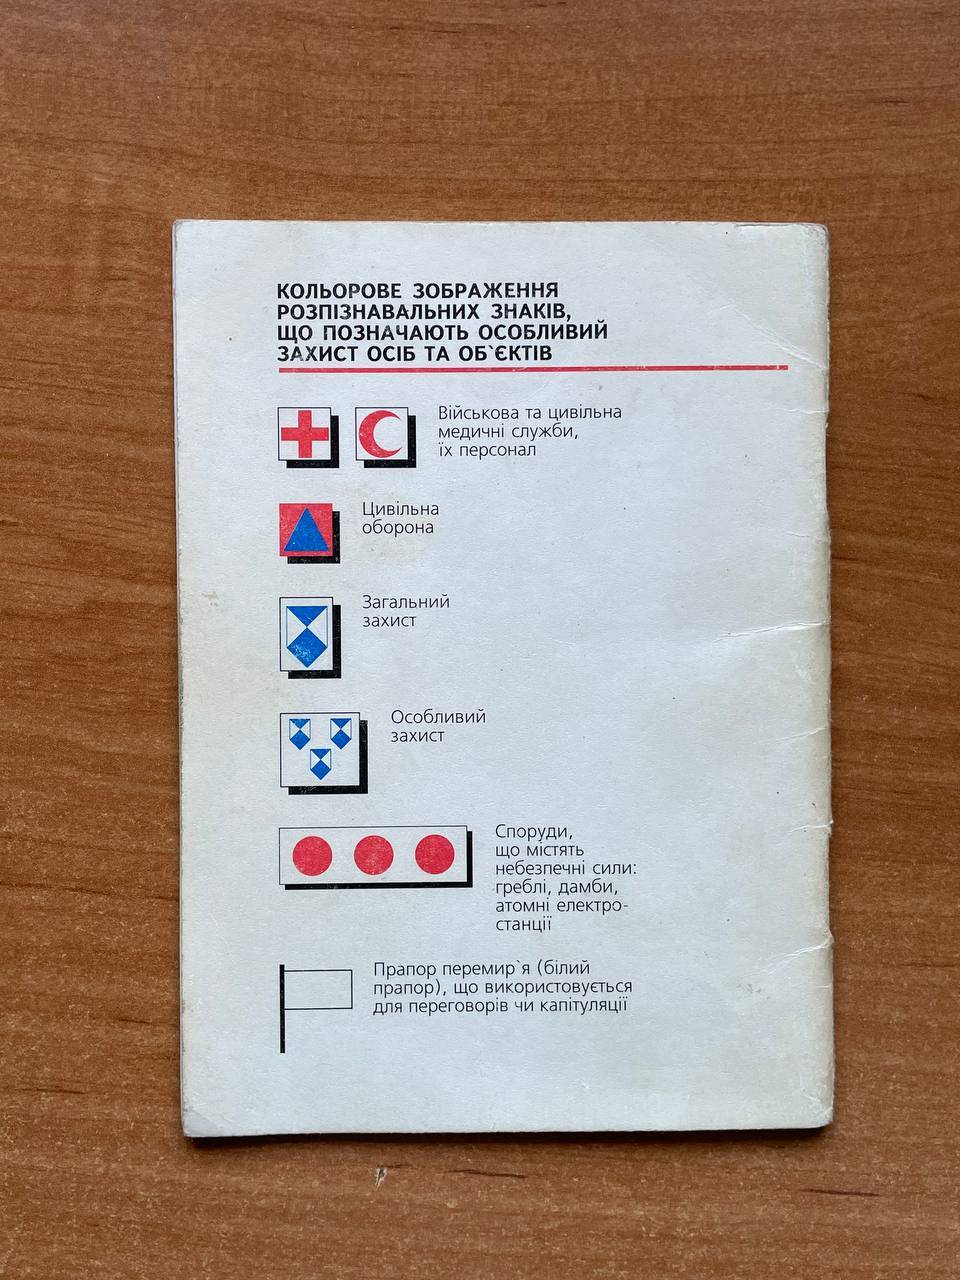 КОЛЬОРОВЕ ЗОБРАЖЕННЯ
РОЗПІЗНАВАЛЬНИХ ЗНАКІВ,
ЩО ПОЗНАЧАЮТЬ ОСОБЛИВИЙ
ЗАХИСТ ОСІБ ТА ОБ`ЄКТІВ
Військова та цивільна
медичні служби,
їх персонал
Цивільна
оборона
Загальний
захист
Особливий
захист
Споруди,
що містять
небезпечні сили:
греблі, дамби,
атомні електро-
станції
Прапор перемир`я (білий
прапор), що використовується
для переговорів чи капітуляції